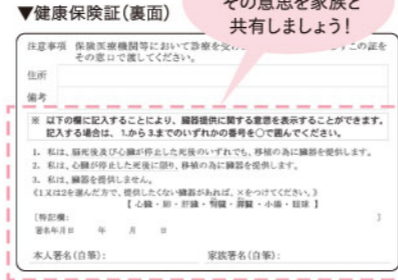 ▼健康保険証(裏面)
その意思を家族と
共有しましょう!
注意事項 保険医療機関等において診療を受け この証を
その窓口で渡してください。
住所
備考
※ 以下の欄に記入することにより、臓器提供に関する意思を表示することができます。
記入する場合は、1.から3.までのいずれかの番号を○で囲んでください。
1. 私は、脳死後及び心臓が停止した死後のいずれでも、移植の為に臓器を提供します。
2. 私は、心臓が停止した死後に限り、移植の為に臓器を提供します。
3. 私は、臓器を提供しません。
《1又は2を選んだ方で、提供したくない臓器があれば、×をつけてください。》
【 心臓・肺・肝臓・腎臓・膵臓・小腸・眼球 】
[特記欄: ]
署名年月日 年 月 日
本人署名(自筆): 家族署名(自筆):